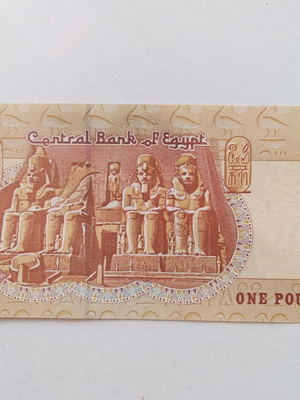 Central Bank of Egypt
ONE POU